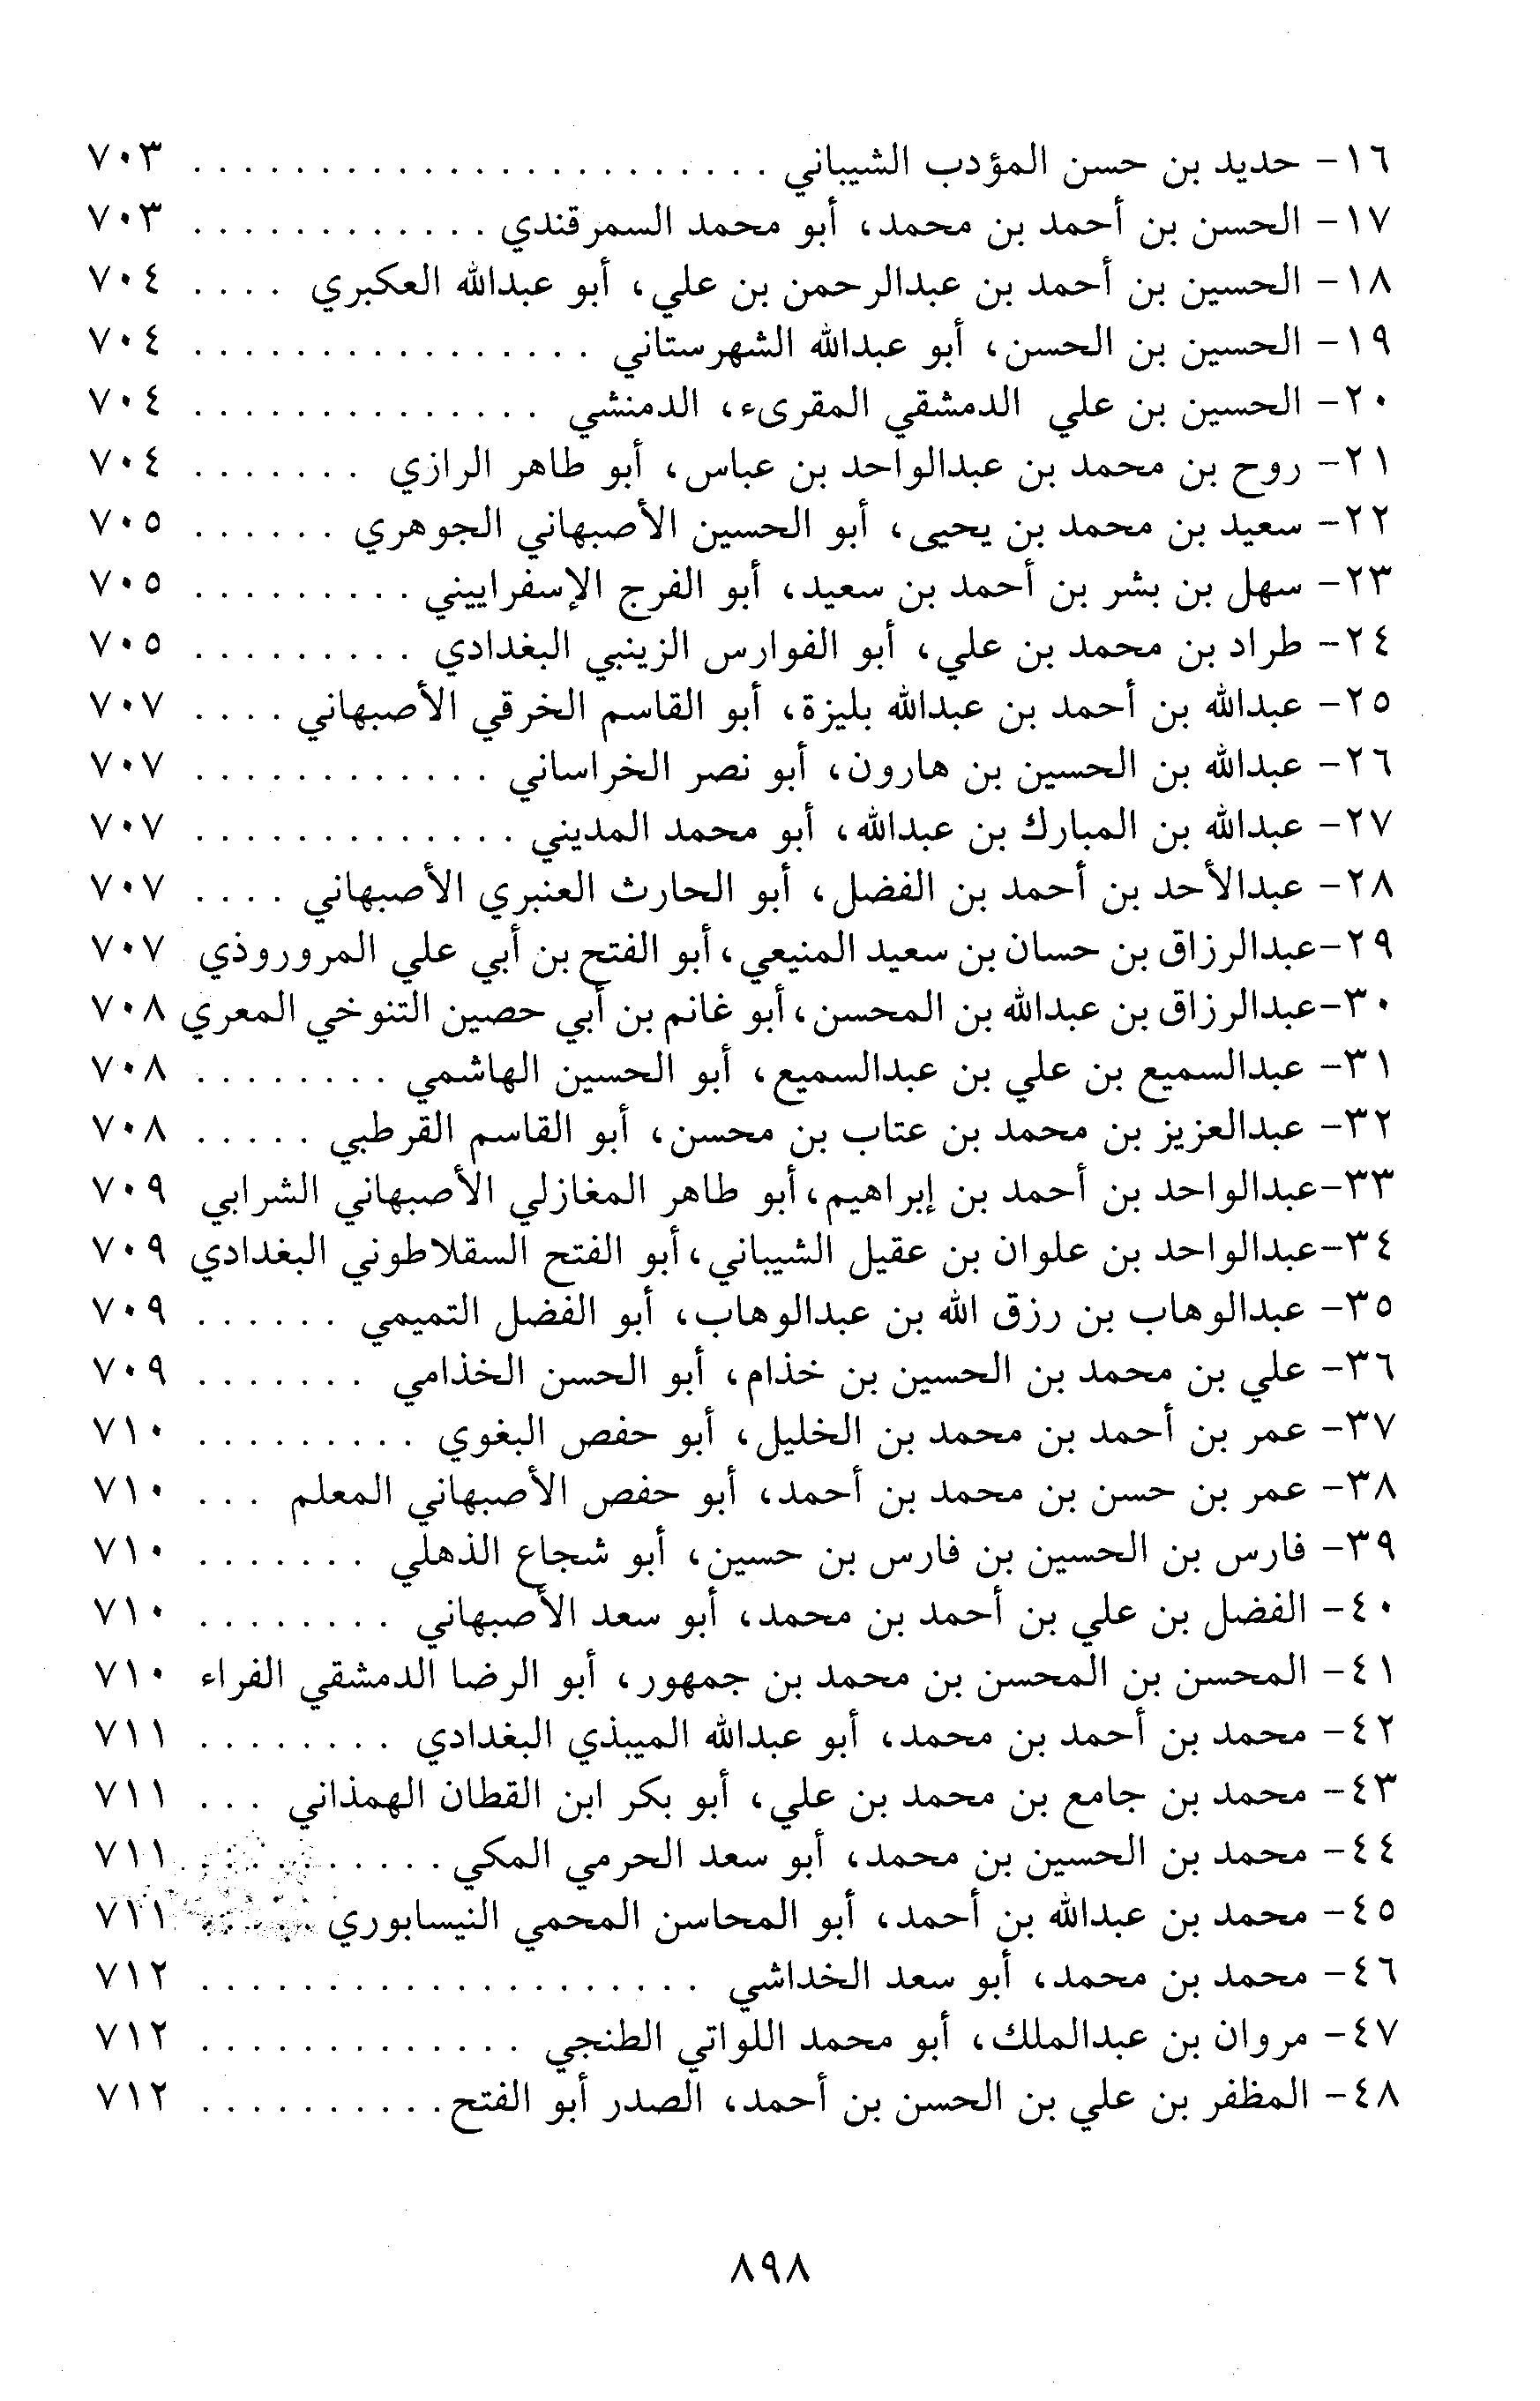 ١٦- حديد بن حسن المؤدب الشيباني . . . . . . . . . . . . . . . . . . . . . . . ٧٠٣
١٧- الحسن بن أحمد بن محمد، أبو محمد السمرقندي . . . . . . . . . . . . ٧٠٣
١٨- الحسين بن أحمد بن عبدالرحمن بن علي، أبو عبدالله العكبري . . . . ٧٠٤
١٩- الحسين بن الحسن، أبو عبدالله الشهرستاني . . . . . . . . . . . . . . . . ٧٠٤
٢٠- الحسين بن علي الدمشقي المقرىء، الدمنشي . . . . . . . . . . . . . . ٧٠٤
٢١- روح بن محمد بن عبدالواحد بن عباس، أبو طاهر الرازي . . . . . . . ٧٠٤
٢٢- سعيد بن محمد بن يحيى، أبو الحسين الأصبهاني الجوهري . . . . . . ٧٠٥
٢٣- سهل بن بشر بن أحمد بن سعيد، أبو الفرج الإسفراييني . . . . . . . . . ٧٠٥
٢٤- طراد بن محمد بن علي، أبو الفوارس الزينبي البغدادي . . . . . . . . . ٧٠٥
٢٥- عبدالله بن أحمد بن عبدالله بليزة، أبو القاسم الخرقي الأصبهاني . . . . ٧٠٧
٢٦- عبدالله بن الحسين بن هارون، أبو نصر الخراساني . . . . . . . . . . . . ٧٠٧
٢٧- عبدالله بن المبارك بن عبدالله، أبو محمد المديني . . . . . . . . . . . . . ٧٠٧
٢٨- عبدالأحد بن أحمد بن الفضل، أبو الحارث العنبري الأصبهاني . . . . ٧٠٧
٢٩-عبدالرزاق بن حسان بن سعيد المنيعي، أبو الفتح بن أبي علي المروروذي ٧٠٧
٣٠-عبدالرزاق بن عبدالله بن المحسن، أبو غانم بن أبي حصين التنوخي المعري ٧٠٨
٣١- عبدالسميع بن علي بن عبدالسميع، أبو الحسين الهاشمي . . . . . . . . ٧٠٨
٣٢- عبدالعزيز بن محمد بن عتاب بن محسن، أبو القاسم القرطبي . . . . . ٧٠٨
٣٣-عبدالواحد بن أحمد بن إبراهيم، أبو طاهر المغازلي الأصبهاني الشرابي ٧٠٩
٣٤-عبدالواحد بن علوان بن عقيل الشيباني، أبو الفتح السقلاطوني البغدادي ٧٠٩
٣٥- عبدالوهاب بن رزق الله بن عبدالوهاب، أبو الفضل التميمي . . . . . . ٧٠٩
٣٦- علي بن محمد بن الحسين بن خذام، أبو الحسن الخذامي . . . . . . . ٧٠٩
٣٧- عمر بن أحمد بن محمد بن الخليل، أبو حفص البغوي . . . . . . . . . ٧١٠
٣٨- عمر بن حسن بن محمد بن أحمد، أبو حفص الأصبهاني المعلم . . . ٧١٠
٣٩- فارس بن الحسين بن فارس بن حسين، أبو شجاع الذهلي . . . . . . . ٧١٠
٤٠- الفضل بن علي بن أحمد بن محمد، أبو سعد الأصبهاني . . . . . . . . ٧١٠
٤١- المحسن بن المحسن بن محمد بن جمهور، أبو الرضا الدمشقي الفراء ٧١٠
٤٢- محمد بن أحمد بن محمد، أبو عبدالله الميبذي البغدادي . . . . . . . . ٧١١
٤٣- محمد بن جامع بن محمد بن علي، أبو بكر ابن القطان الهمذاني . . . ٧١١
٤٤- محمد بن الحسين بن محمد، أبو سعد الحرمي المكي . . . . . . . . . . ٧١١
٤٥- محمد بن عبدالله بن أحمد، أبو المحاسن المحمي النيسابوري . . . . . ٧١١
٤٦- محمد بن محمد، أبو سعد الخداشي . . . . . . . . . . . . . . . . . . . . ٧١٢
٤٧- مروان بن عبدالملك، أبو محمد اللواتي الطنجي . . . . . . . . . . . . . ٧١٢
٤٨- المظفر بن علي بن الحسن بن أحمد، الصدر أبو الفتح . . . . . . . . . . ٧١٢
٨٩٨